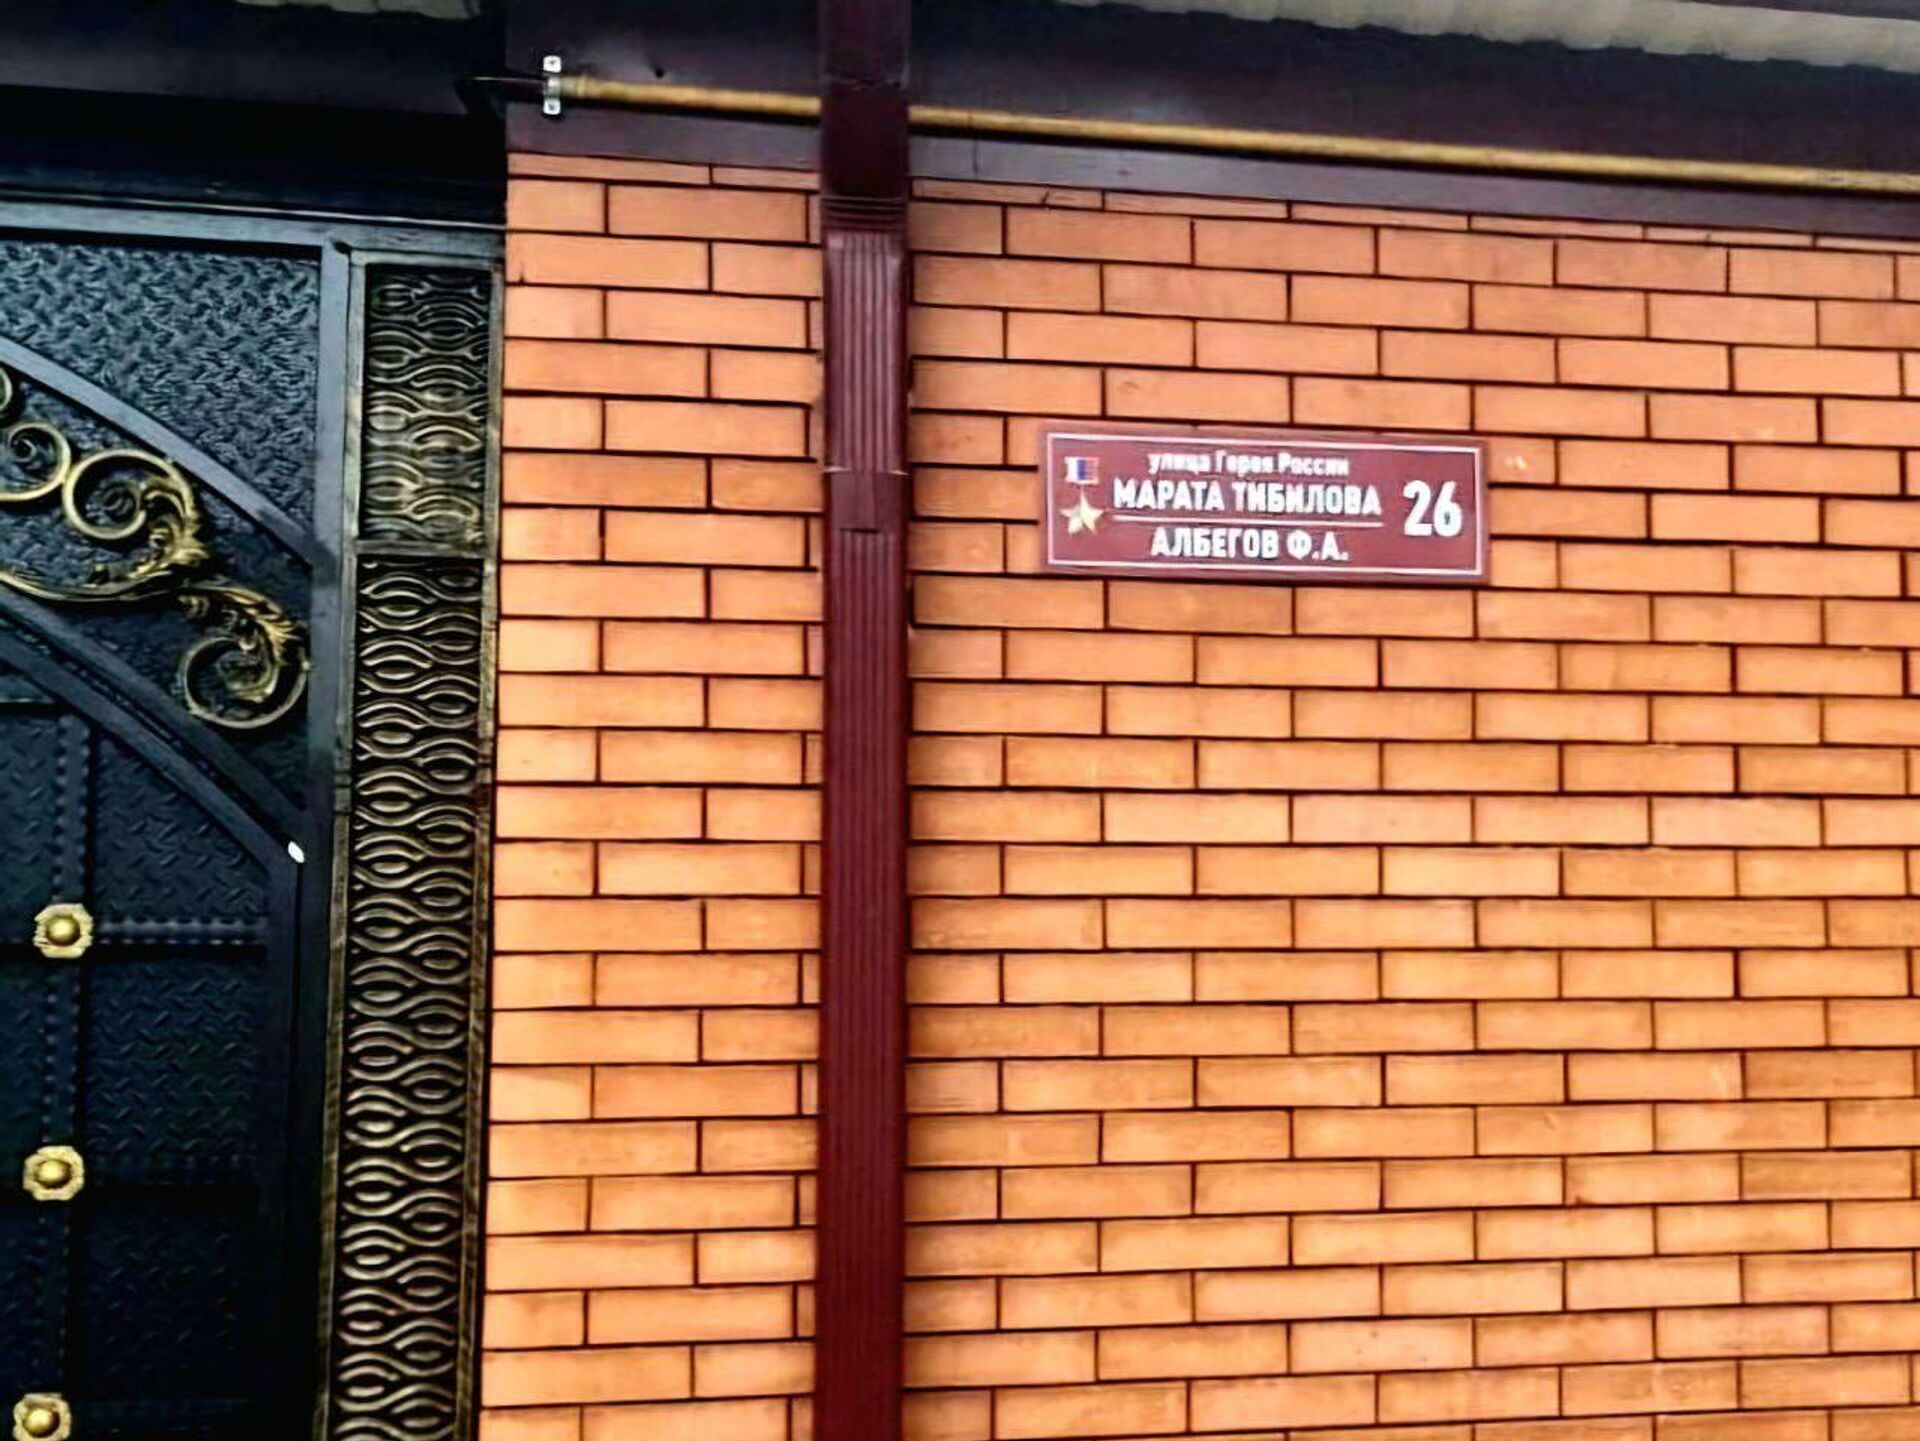 улица Героя России
МАРАТА ТИБИЛОВА
АЛБЕГОВ Ф.А.
26